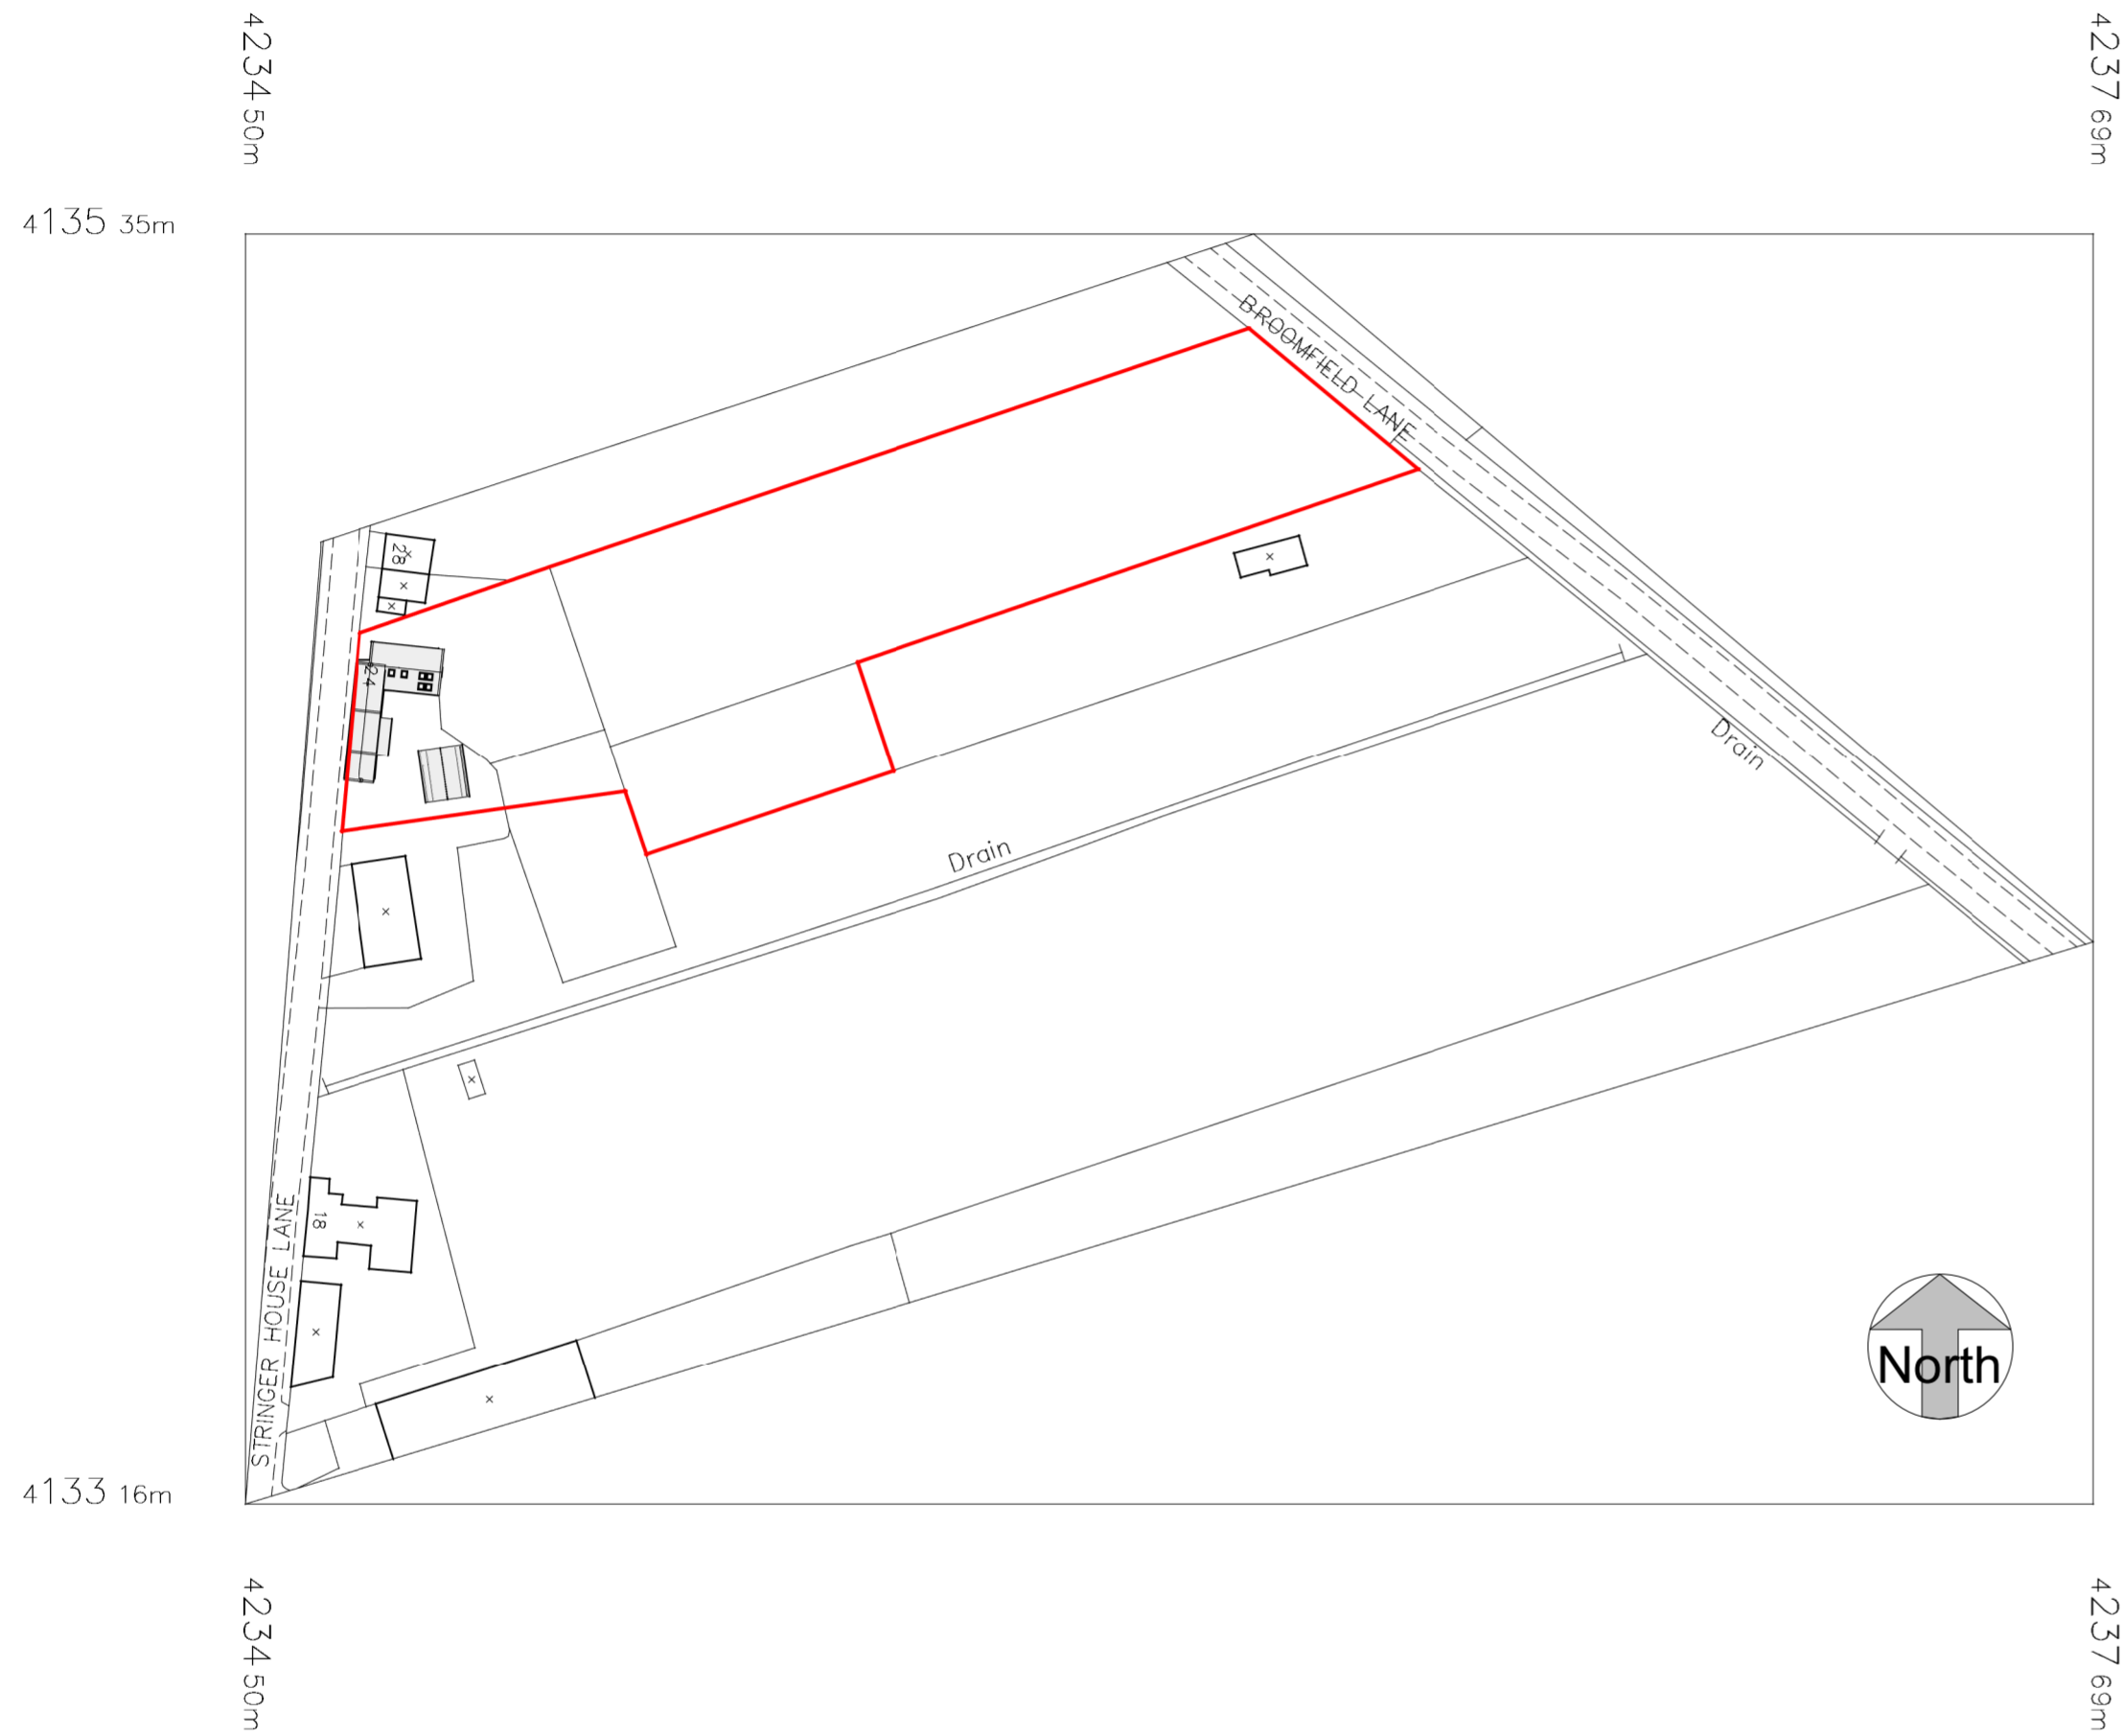 4234 50m
4237 69m
4135 35m
BROOMFIELD LANE
28
24
Drain
Drain
18
STRINGER HOUSE LANE
North
4133 16m
4234 50m
4237 69m